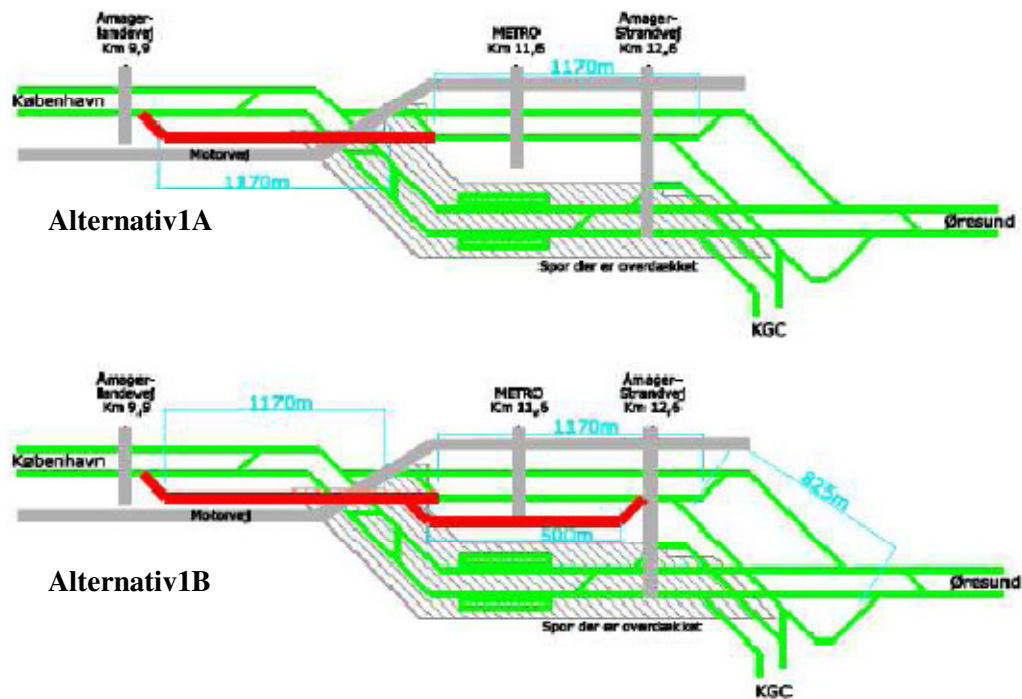 Amager-
landevej
Km 9,9
METRO
Km 11,6
Amager-
Strandvej
Km 12,6
1170m
København
Motorvej
1170m
Alternativ1A
Øresund
Spor der er overdækket
KGC
Amager-
landevej
Km 9,9
METRO
Km 11,6
Amager-
Strandvej
Km 12,6
1170m
1170m
København
825m
Motorvej
500m
Alternativ1B
Øresund
Spor der er overdækket
KGC